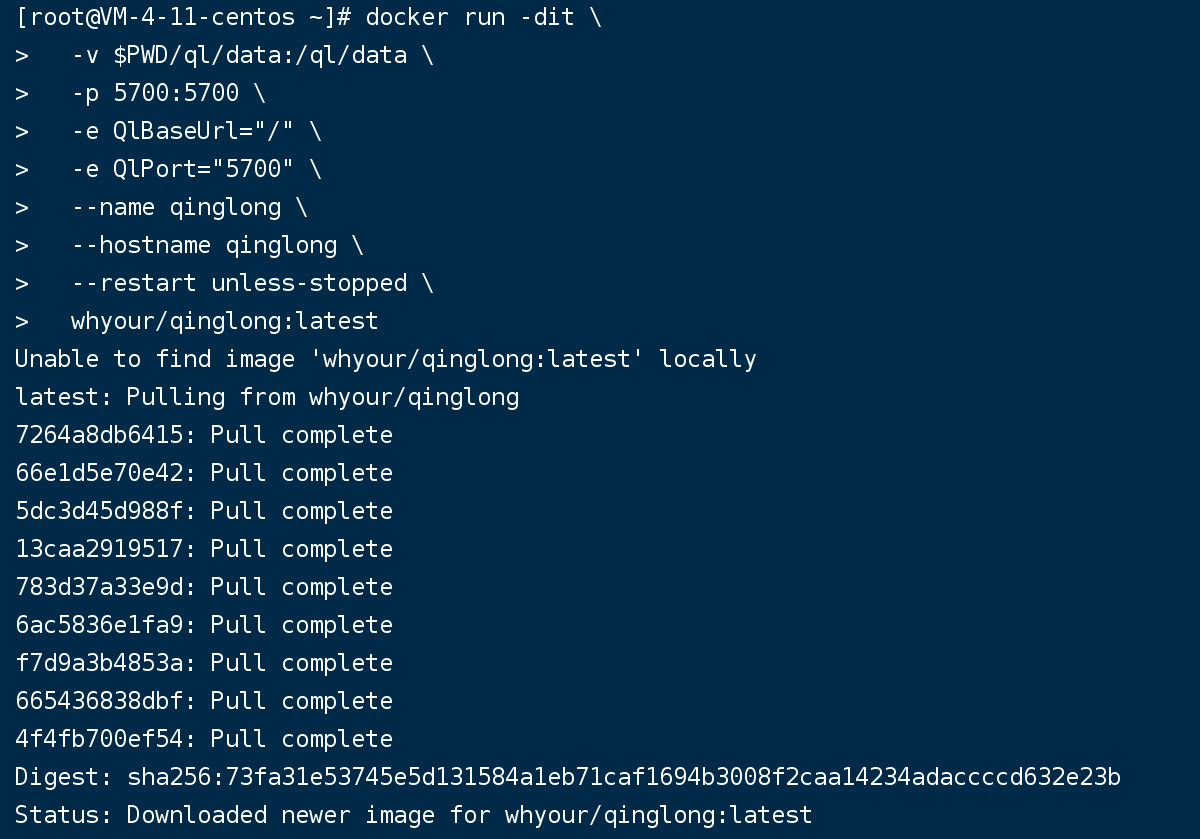 [root@VM-4-11-centos ~]# docker run -dit \
>   -v $PWD/ql/data:/ql/data \
>   -p 5700:5700 \
>   -e QlBaseUrl="/" \
>   -e QlPort="5700" \
>   --name qinglong \
>   --hostname qinglong \
>   --restart unless-stopped \
>   whyour/qinglong:latest
Unable to find image 'whyour/qinglong:latest' locally
latest: Pulling from whyour/qinglong
7264a8db6415: Pull complete
66e1d5e70e42: Pull complete
5dc3d45d988f: Pull complete
13caa2919517: Pull complete
783d37a33e9d: Pull complete
6ac5836e1fa9: Pull complete
f7d9a3b4853a: Pull complete
665436838dbf: Pull complete
4f4fb700ef54: Pull complete
Digest: sha256:73fa31e53745e5d131584a1eb71caf1694b3008f2caa14234adaccccd632e23b
Status: Downloaded newer image for whyour/qinglong:latest